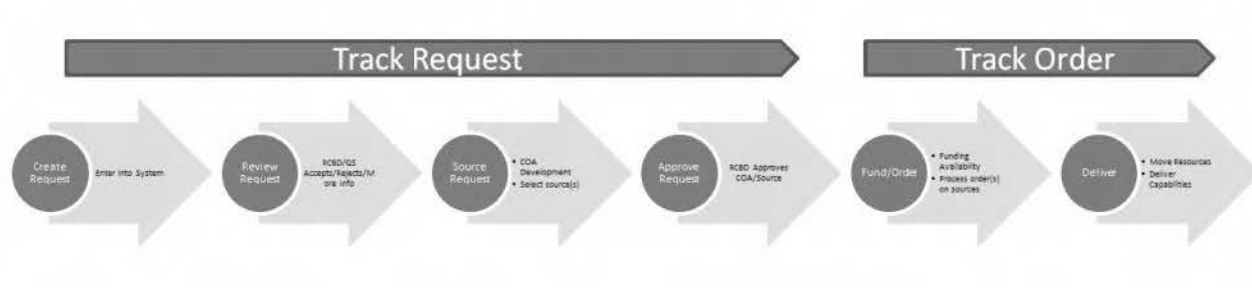 Track Request
Track Order
Create
Request
Enter Into System
Review
Request
RCBD/GS
Accepts/Rejects/M
ore Info
Source
Request
• COA
Development
• Select source(s)
Approve
Request
RCBD Approves
COA/Source
Fund/Order
• Funding
Availability
• Process order(s)
on sources
Deliver
• Move Resources
• Deliver
Capabilities